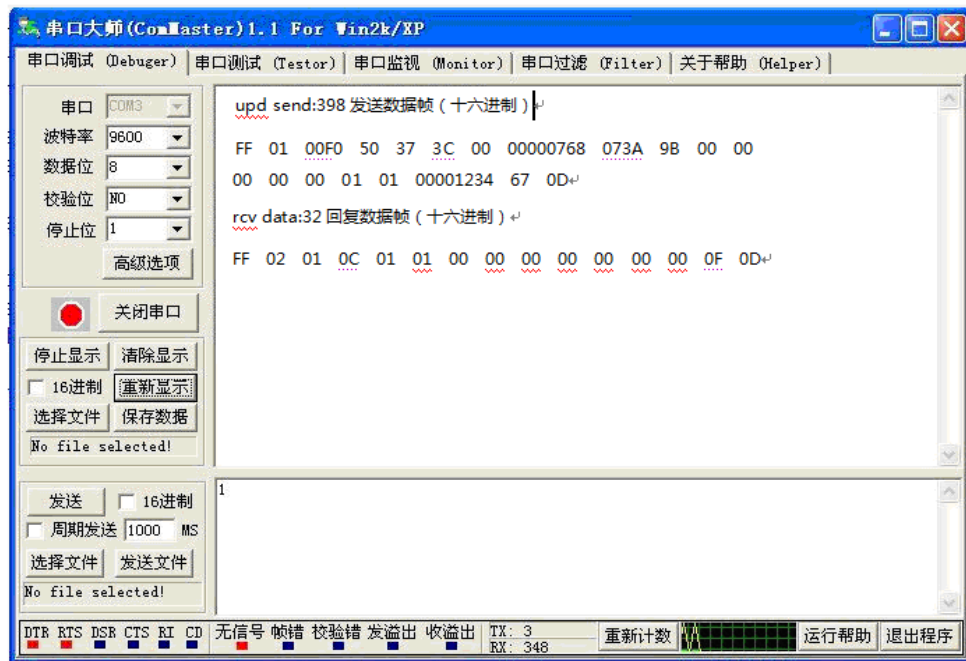 串口大师(ComMaster)1.1 For Win2k/XP
串口调试 (Debuger) 串口测试 (Testor) 串口监视 (Monitor) 串口过滤 (Filter) 关于帮助 (Helper)
串口 COM3
波特率 9600
数据位 8
校验位 NO
停止位 1
高级选项
关闭串口
停止显示 清除显示
16进制 重新显示
选择文件 保存数据
No file selected!
upd send:398 发送数据帧（十六进制）
FF 01 00F0 50 37 3C 00 00000768 073A 9B 00 00
00 00 00 01 01 00001234 67 0D
rcv data:32 回复数据帧（十六进制）
FF 02 01 0C 01 01 00 00 00 00 00 00 00 0F 0D
发送 16进制
周期发送 1000 MS
选择文件 发送文件
No file selected!
1
DTR RTS DSR CTS RI CD 无信号 帧错 校验错 发溢出 收溢出 TX: 3
RX: 348
重新计数 运行帮助 退出程序